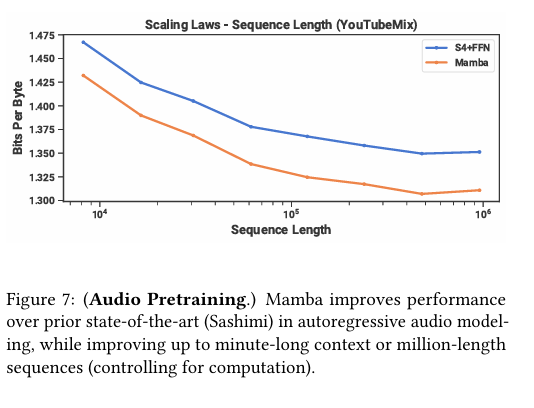 Scaling Laws - Sequence Length (YouTubeMix)
1.475
1.450
1.425
1.400
1.375
1.350
1.325
1.300
Bits Per Byte
S4+FFN
Mamba
10⁴
10⁵
10⁶
Sequence Length
Figure 7: (Audio Pretraining.) Mamba improves performance
over prior state-of-the-art (Sashimi) in autoregressive audio model-
ing, while improving up to minute-long context or million-length
sequences (controlling for computation).